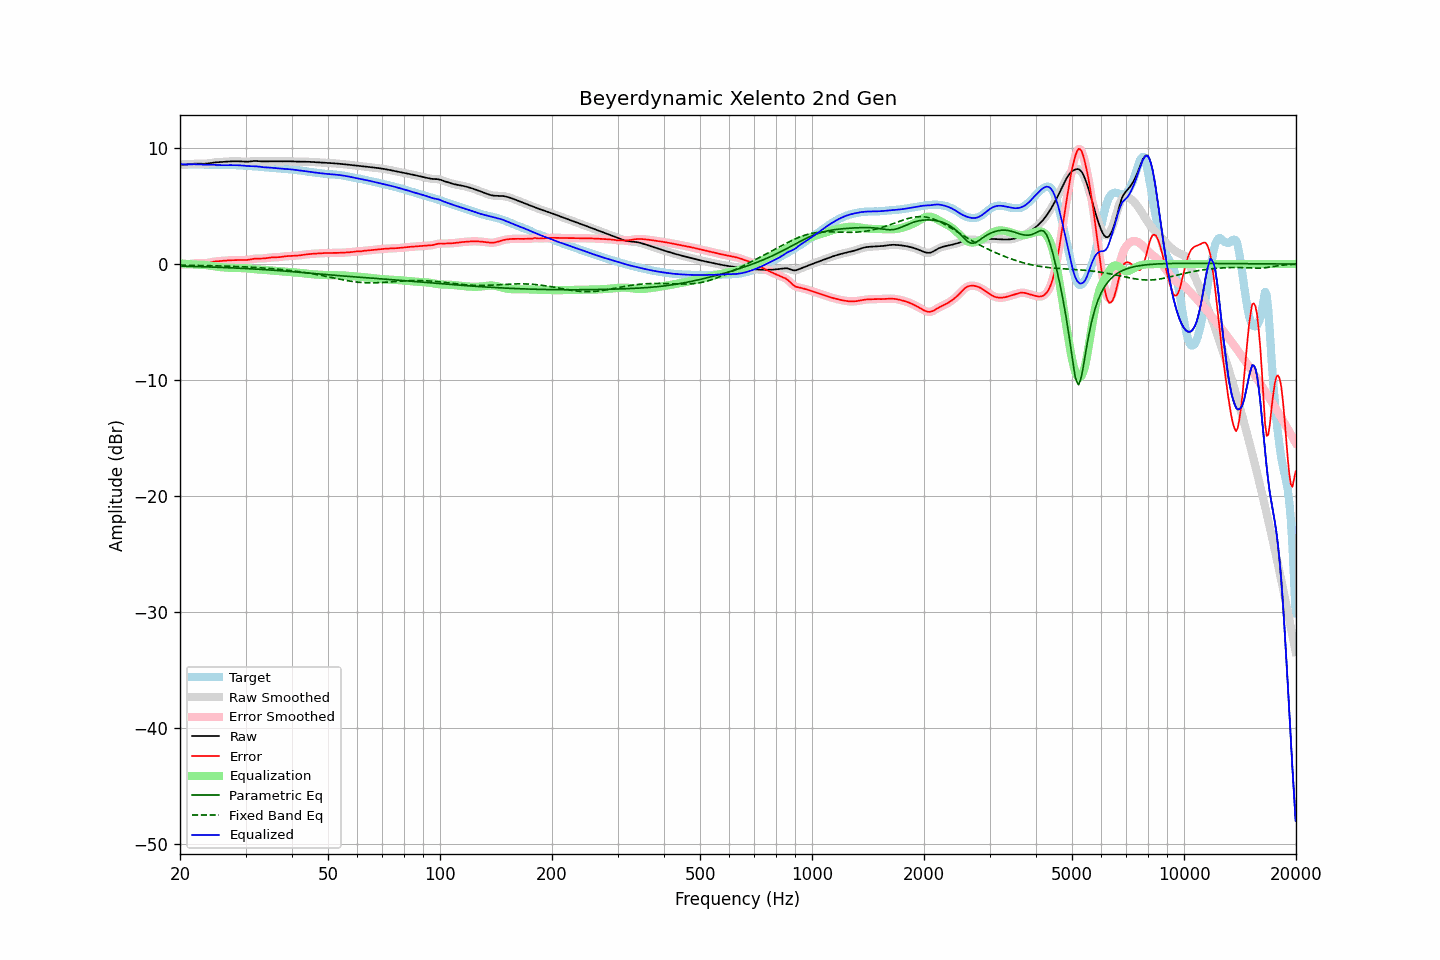 Beyerdynamic Xelento 2nd Gen
Amplitude (dBr)
10
0
−10
−20
−30
−40
−50
Target
Raw Smoothed
Error Smoothed
Raw
Error
Equalization
Parametric Eq
Fixed Band Eq
Equalized
20 50 100 200 500 1000 2000 5000 10000 20000
Frequency (Hz)